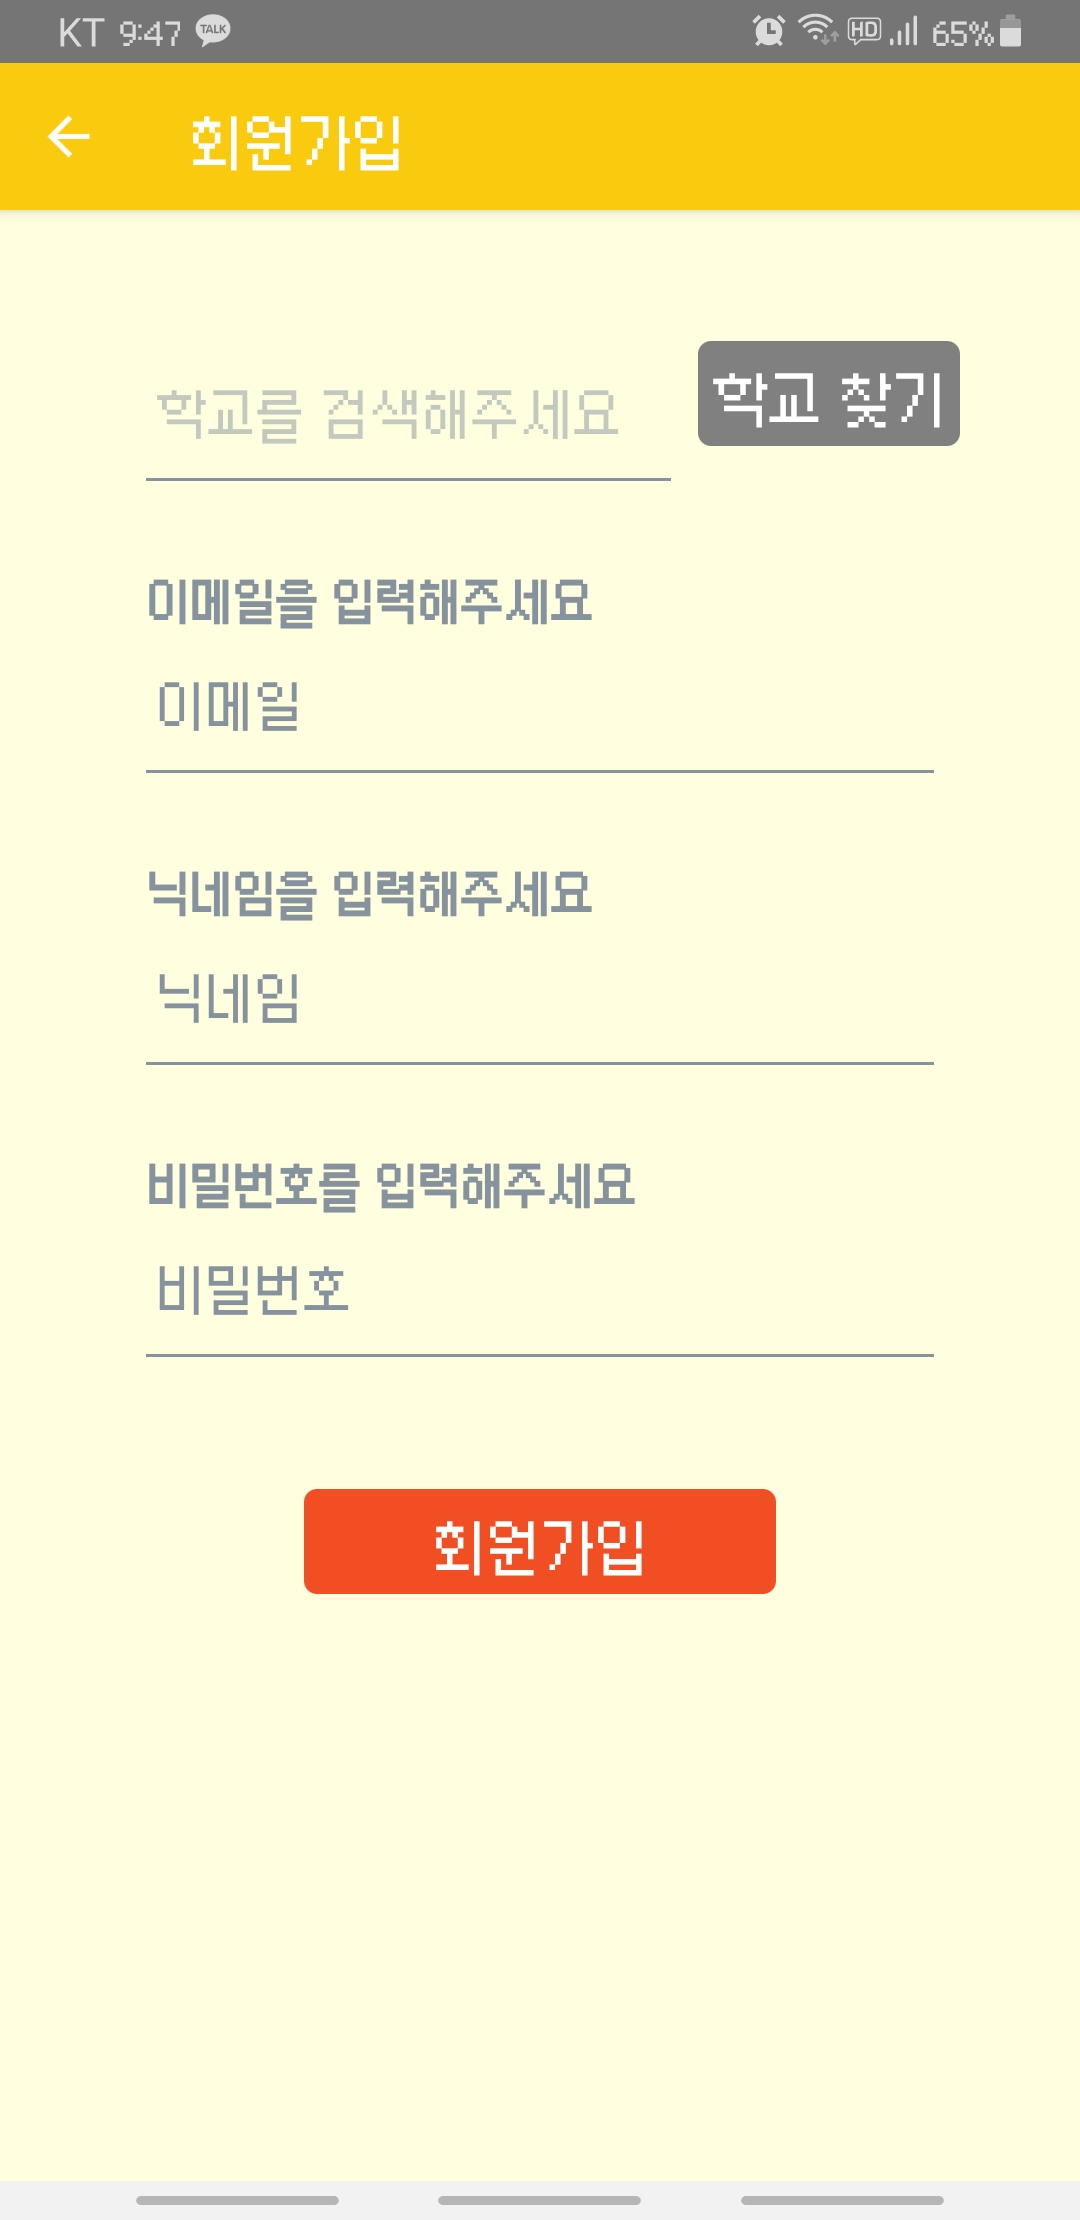 KT 9:47 TALK HD 65%
회원가입
학교를 검색해주세요 학교 찾기
이메일을 입력해주세요
이메일
닉네임을 입력해주세요
닉네임
비밀번호를 입력해주세요
비밀번호
회원가입